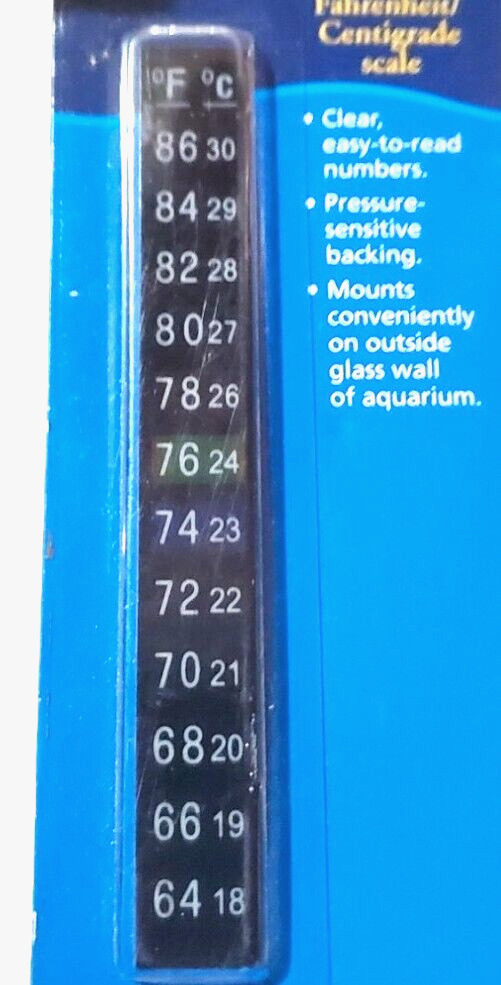 °F °C
86 30
84 29
82 28
80 27
78 26
76 24
74 23
72 22
70 21
68 20
66 19
64 18
Fahrenheit/
Centigrade
scale
• Clear,
easy-to-read
numbers.
• Pressure-
sensitive
backing.
• Mounts
conveniently
on outside
glass wall
of aquarium.